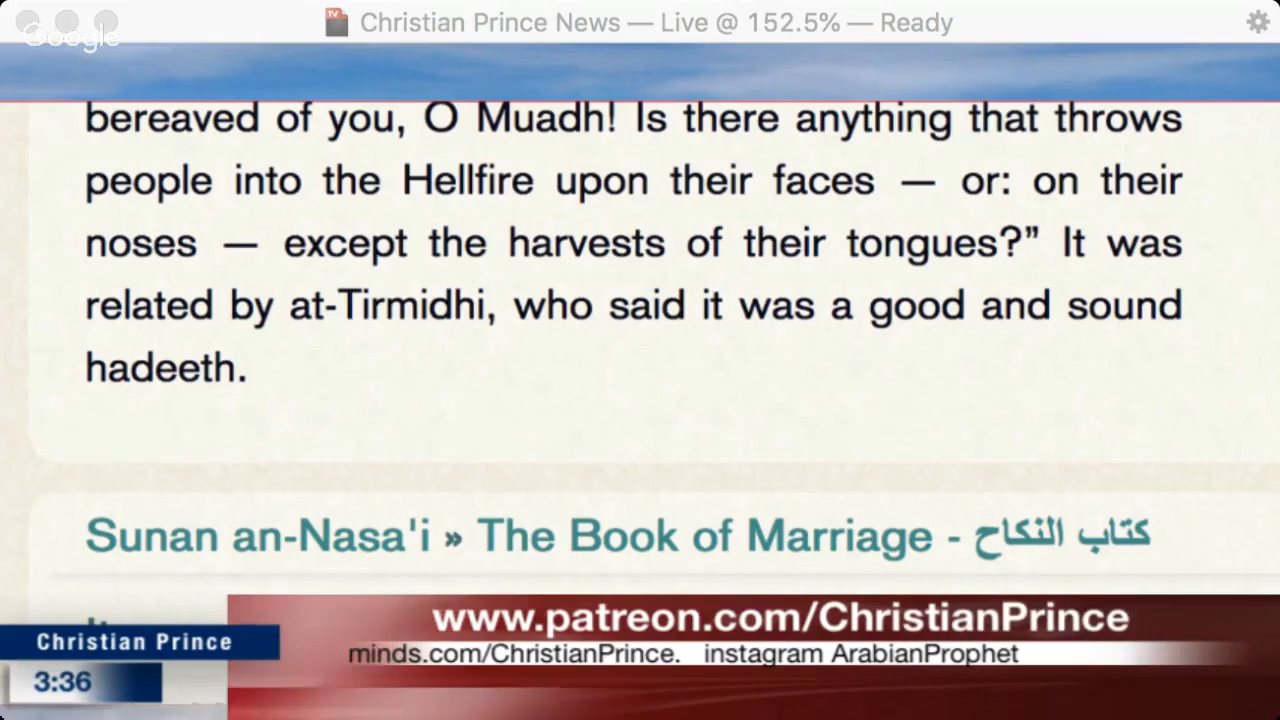 Christian Prince News — Live @ 152.5% — Ready
Google
bereaved of you, O Muadh! Is there anything that throws
people into the Hellfire upon their faces — or: on their
noses — except the harvests of their tongues?” It was
related by at-Tirmidhi, who said it was a good and sound
hadeeth.
Sunan an-Nasa'i » The Book of Marriage - كتاب النكاح
www.patreon.com/ChristianPrince
Christian Prince
minds.com/ChristianPrince. instagram ArabianProphet
3:36